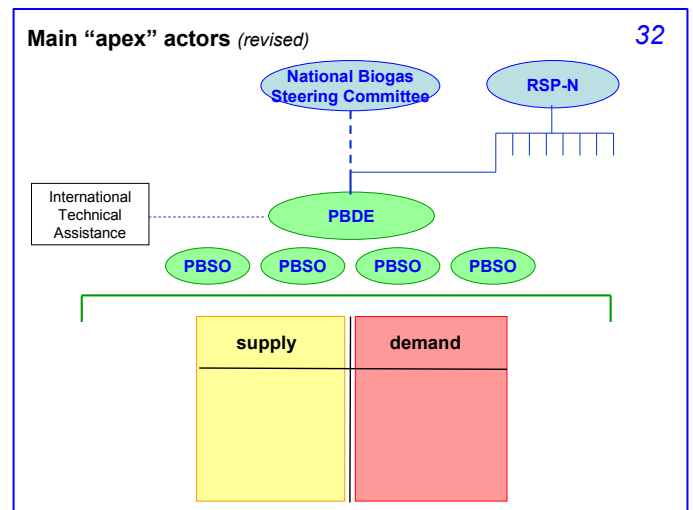 Main “apex” actors (revised)
32
National Biogas
Steering Committee
RSP-N
International
Technical
Assistance
PBDE
PBSO PBSO PBSO PBSO
supply demand